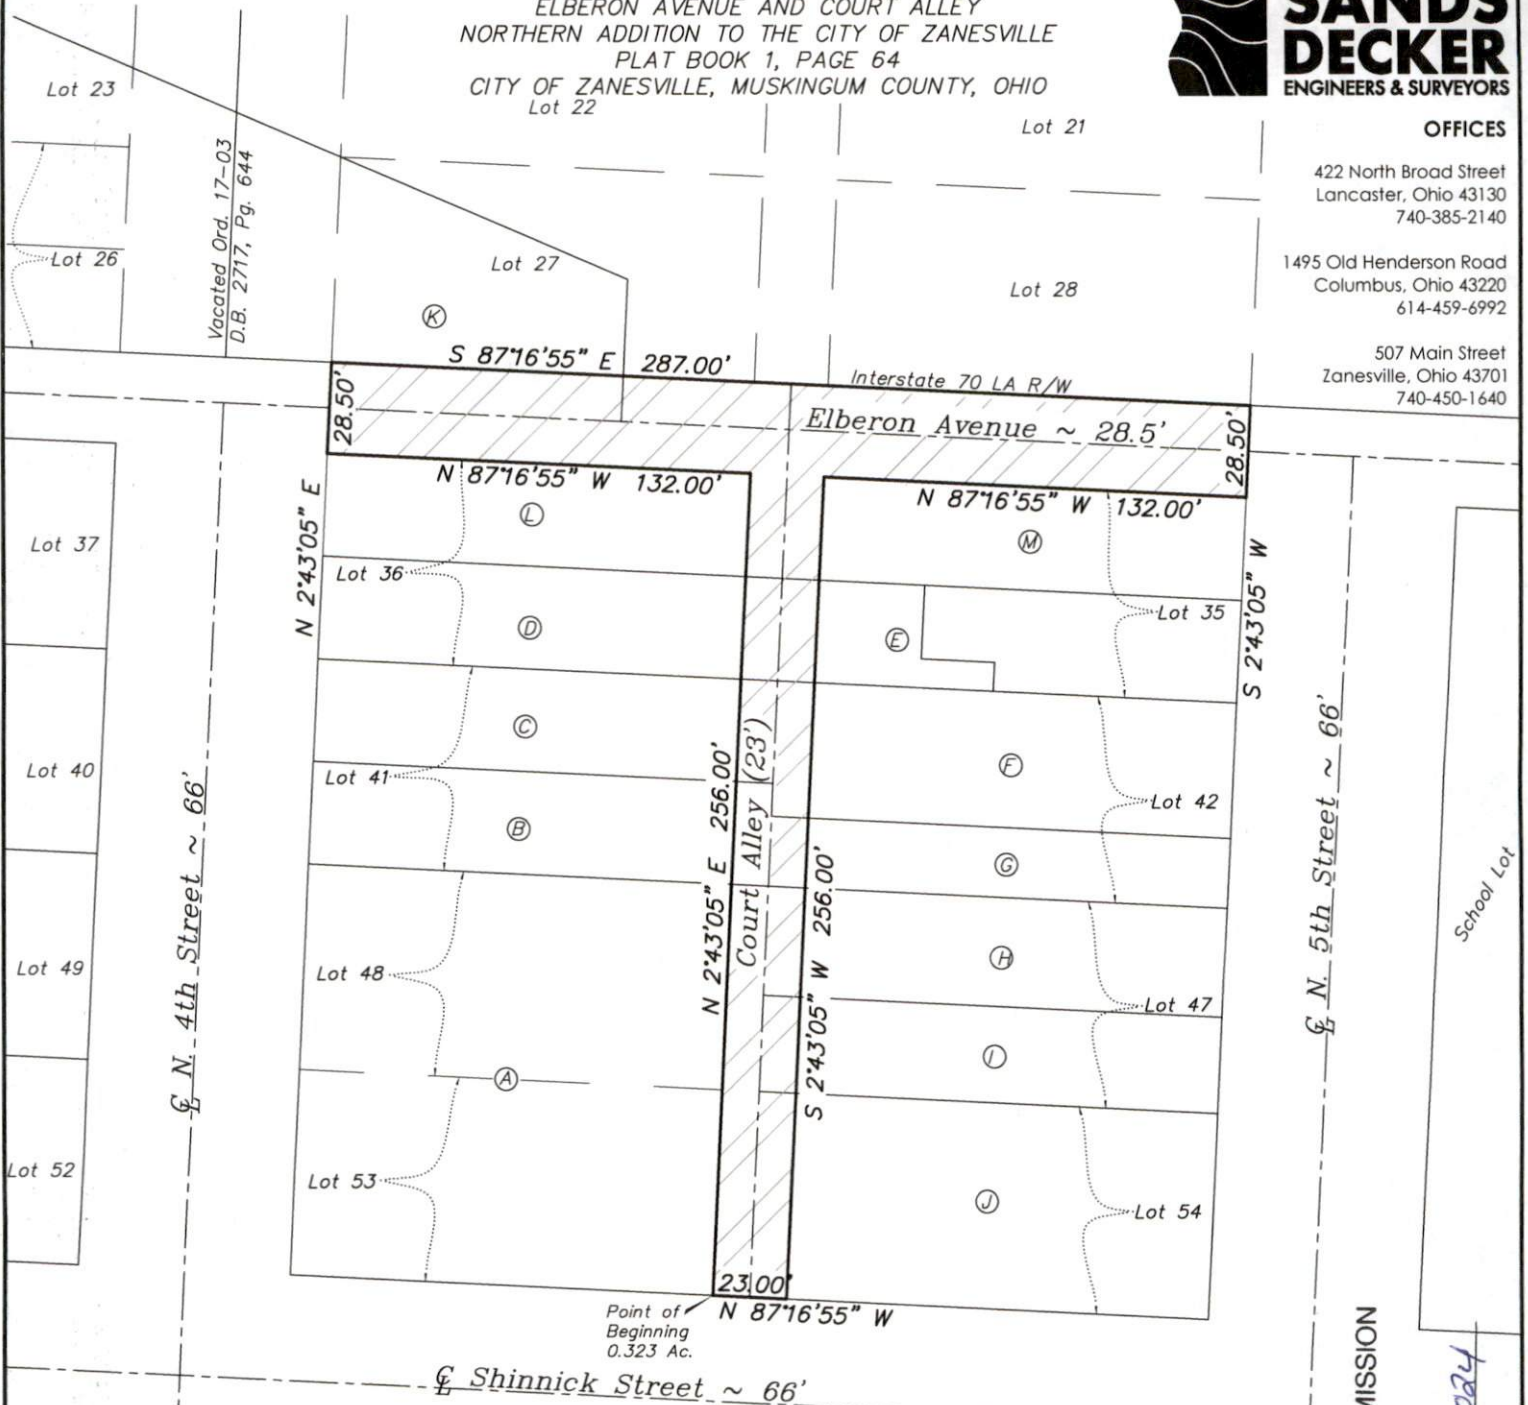 ELBERON AVENUE AND COURT ALLEY
NORTHERN ADDITION TO THE CITY OF ZANESVILLE
PLAT BOOK 1, PAGE 64
CITY OF ZANESVILLE, MUSKINGUM COUNTY, OHIO
SANDS
DECKER
ENGINEERS & SURVEYORS
OFFICES
422 North Broad Street
Lancaster, Ohio 43130
740-385-2140
1495 Old Henderson Road
Columbus, Ohio 43220
614-459-6992
507 Main Street
Zanesville, Ohio 43701
740-450-1640
Lot 23
Lot 22
Lot 21
Vacated Ord. 17-03
D.B. 2717, Pg. 644
Lot 26
Lot 27
Lot 28
K
S 87°16'55" E 287.00'
Interstate 70 LA R/W
28.50'
Elberon Avenue ~ 28.5'
28.50'
N 87°16'55" W 132.00'
N 87°16'55" W 132.00'
N 2°43'05" E
L
M
Lot 37
Lot 36
S 2°43'05" W
Lot 35
D
E
C
F
Lot 40
Lot 41
Lot 42
B
G
℄ N. 4th Street ~ 66'
N 2°43'05" E 256.00'
Court Alley (23')
S 2°43'05" W 256.00'
℄ N. 5th Street ~ 66'
School Lot
Lot 49
Lot 48
H
Lot 47
I
A
Lot 52
Lot 53
J
Lot 54
23.00'
N 87°16'55" W
Point of
Beginning
0.323 Ac.
℄ Shinnick Street ~ 66'